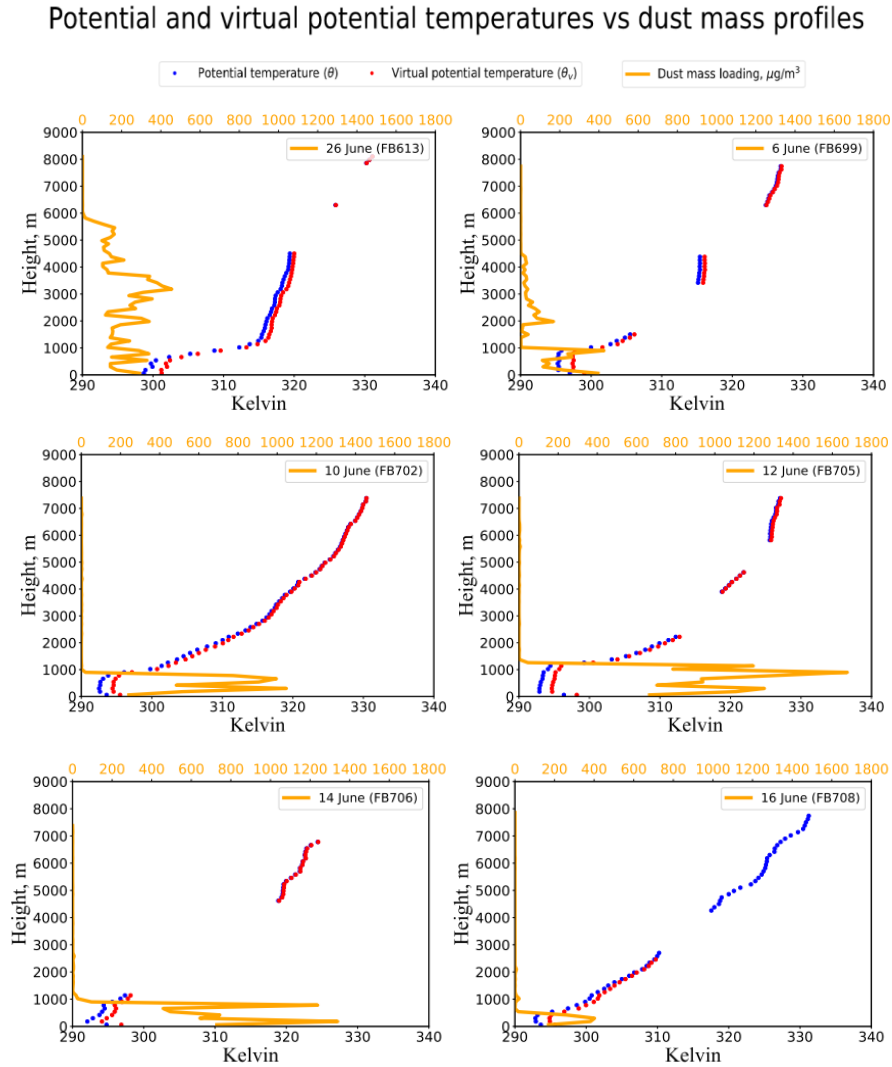 Potential and virtual potential temperatures vs dust mass profiles
Potential temperature (θ) Virtual potential temperature (θv) Dust mass loading, μg/m³
0 200 400 600 800 1000 1200 1400 1600 1800
9000
8000
7000
6000
5000
4000
3000
2000
1000
0
Height, m
26 June (FB613)
290 300 310 320 330 340
Kelvin
0 200 400 600 800 1000 1200 1400 1600 1800
9000
8000
7000
6000
5000
4000
3000
2000
1000
0
Height, m
6 June (FB699)
290 300 310 320 330 340
Kelvin
0 200 400 600 800 1000 1200 1400 1600 1800
9000
8000
7000
6000
5000
4000
3000
2000
1000
0
Height, m
10 June (FB702)
290 300 310 320 330 340
Kelvin
0 200 400 600 800 1000 1200 1400 1600 1800
9000
8000
7000
6000
5000
4000
3000
2000
1000
0
Height, m
12 June (FB705)
290 300 310 320 330 340
Kelvin
0 200 400 600 800 1000 1200 1400 1600 1800
9000
8000
7000
6000
5000
4000
3000
2000
1000
0
Height, m
14 June (FB706)
290 300 310 320 330 340
Kelvin
0 200 400 600 800 1000 1200 1400 1600 1800
9000
8000
7000
6000
5000
4000
3000
2000
1000
0
Height, m
16 June (FB708)
290 300 310 320 330 340
Kelvin